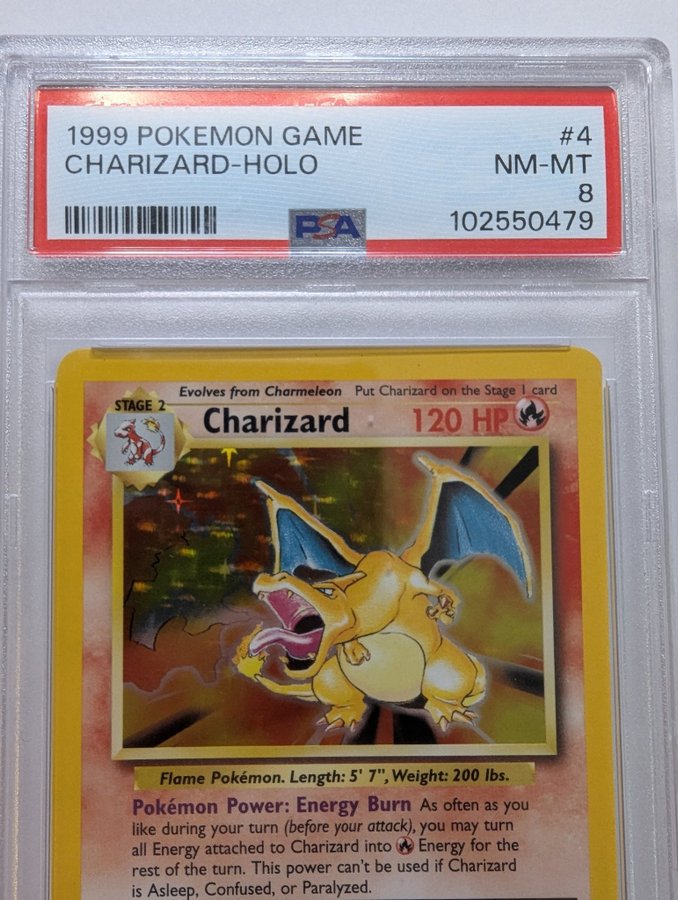 1999 POKEMON GAME #4
CHARIZARD-HOLO NM-MT
8
PSA 102550479
Evolves from Charmeleon Put Charizard on the Stage 1 card
STAGE 2
Charizard 120 HP
Flame Pokémon. Length: 5' 7", Weight: 200 lbs.
Pokémon Power: Energy Burn As often as you
like during your turn (before your attack), you may turn
all Energy attached to Charizard into Energy for the
rest of the turn. This power can't be used if Charizard
is Asleep, Confused, or Paralyzed.